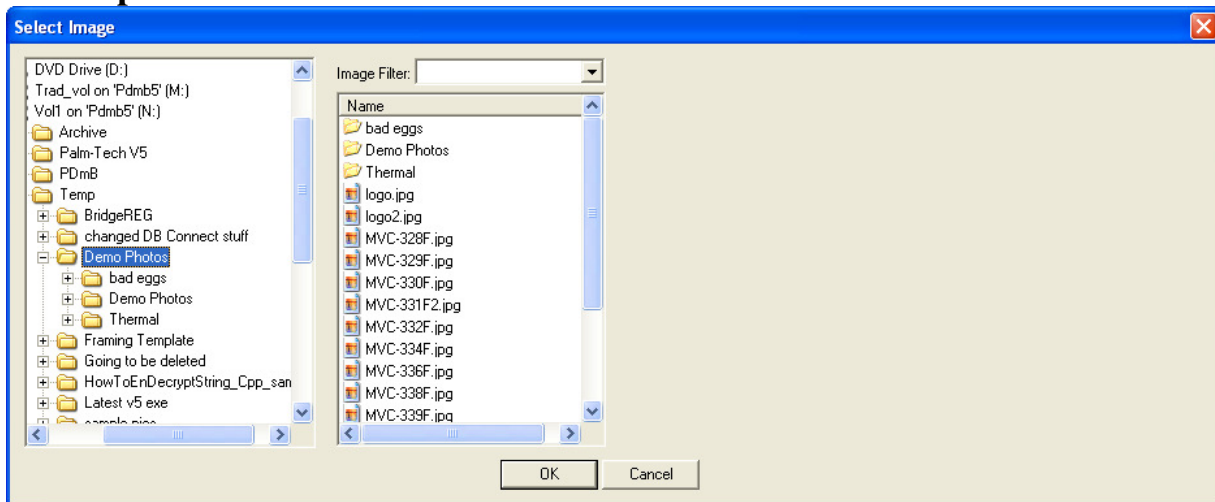 Select Image
DVD Drive (D:)
Trad_vol on 'Pdmb5' (M:)
Vol1 on 'Pdmb5' (N:)
Archive
Palm-Tech V5
PDmB
Temp
BridgeREG
changed DB Connect stuff
Demo Photos
bad eggs
Demo Photos
Thermal
Framing Template
Going to be deleted
HowToEnDecryptString_Cpp_san
Latest v5 exe
Image Filter:
Name
bad eggs
Demo Photos
Thermal
logo.jpg
logo2.jpg
MVC-328F.jpg
MVC-329F.jpg
MVC-330F.jpg
MVC-331F2.jpg
MVC-332F.jpg
MVC-334F.jpg
MVC-336F.jpg
MVC-338F.jpg
MVC-339F.jpg
OK Cancel